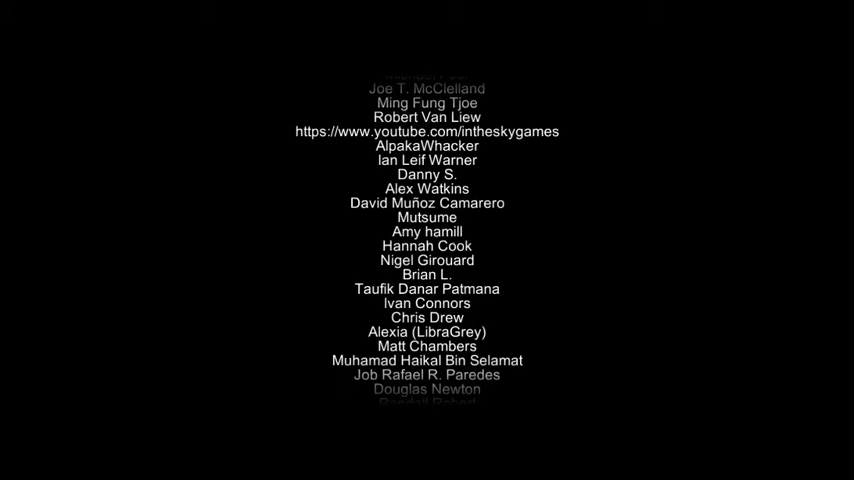 Joe T. McClelland
Ming Fung Tjoe
Robert Van Liew
https://www.youtube.com/intheskygames
AlpakaWhacker
Ian Leif Warner
Danny S.
Alex Watkins
David Muñoz Camarero
Mutsume
Amy hamill
Hannah Cook
Nigel Girouard
Brian L.
Taufik Danar Patmana
Ivan Connors
Chris Drew
Alexia (LibraGrey)
Matt Chambers
Muhamad Haikal Bin Selamat
Job Rafael R. Paredes
Douglas Newton